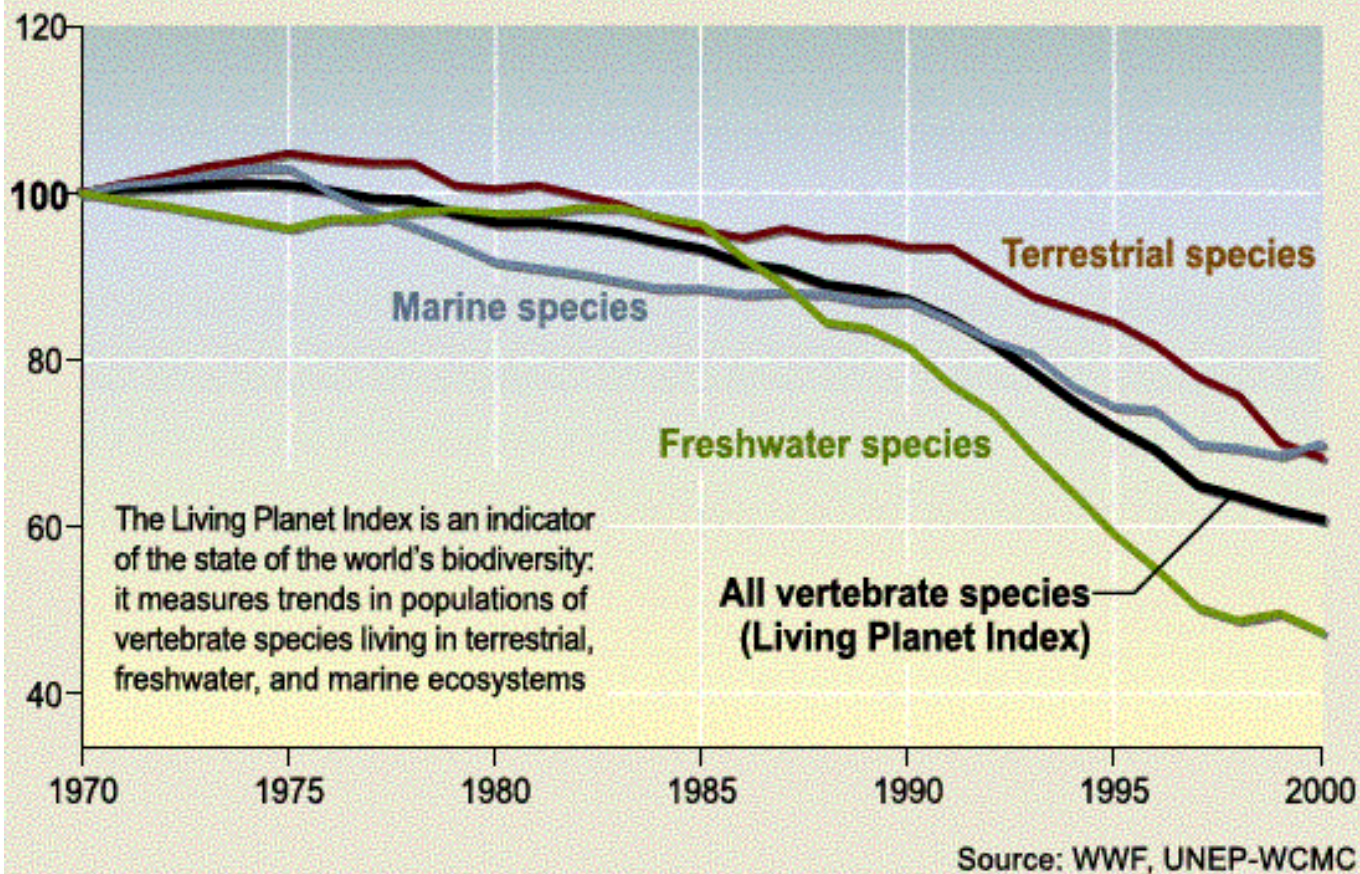 120
100
80
60
40
Terrestrial species
Marine species
Freshwater species
The Living Planet Index is an indicator
of the state of the world's biodiversity:
it measures trends in populations of
vertebrate species living in terrestrial,
freshwater, and marine ecosystems
All vertebrate species
(Living Planet Index)
1970 1975 1980 1985 1990 1995 2000
Source: WWF, UNEP-WCMC